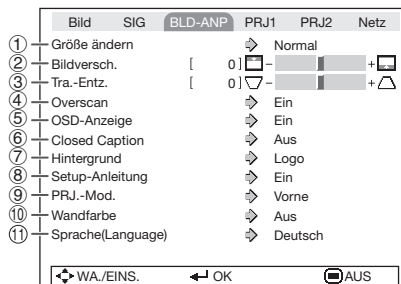 Bild SIG BLD-ANP PRJ1 PRJ2 Netz
① Größe ändern Normal
② Bildversch. [ 0] - +
③ Tra.-Entz. [ 0] - +
④ Overscan Ein
⑤ OSD-Anzeige Ein
⑥ Closed Caption Aus
⑦ Hintergrund Logo
⑧ Setup-Anleitung Ein
⑨ PRJ.-Mod. Vorne
⑩ Wandfarbe Aus
⑪ Sprache(Language) Deutsch
WA./EINS. OK AUS